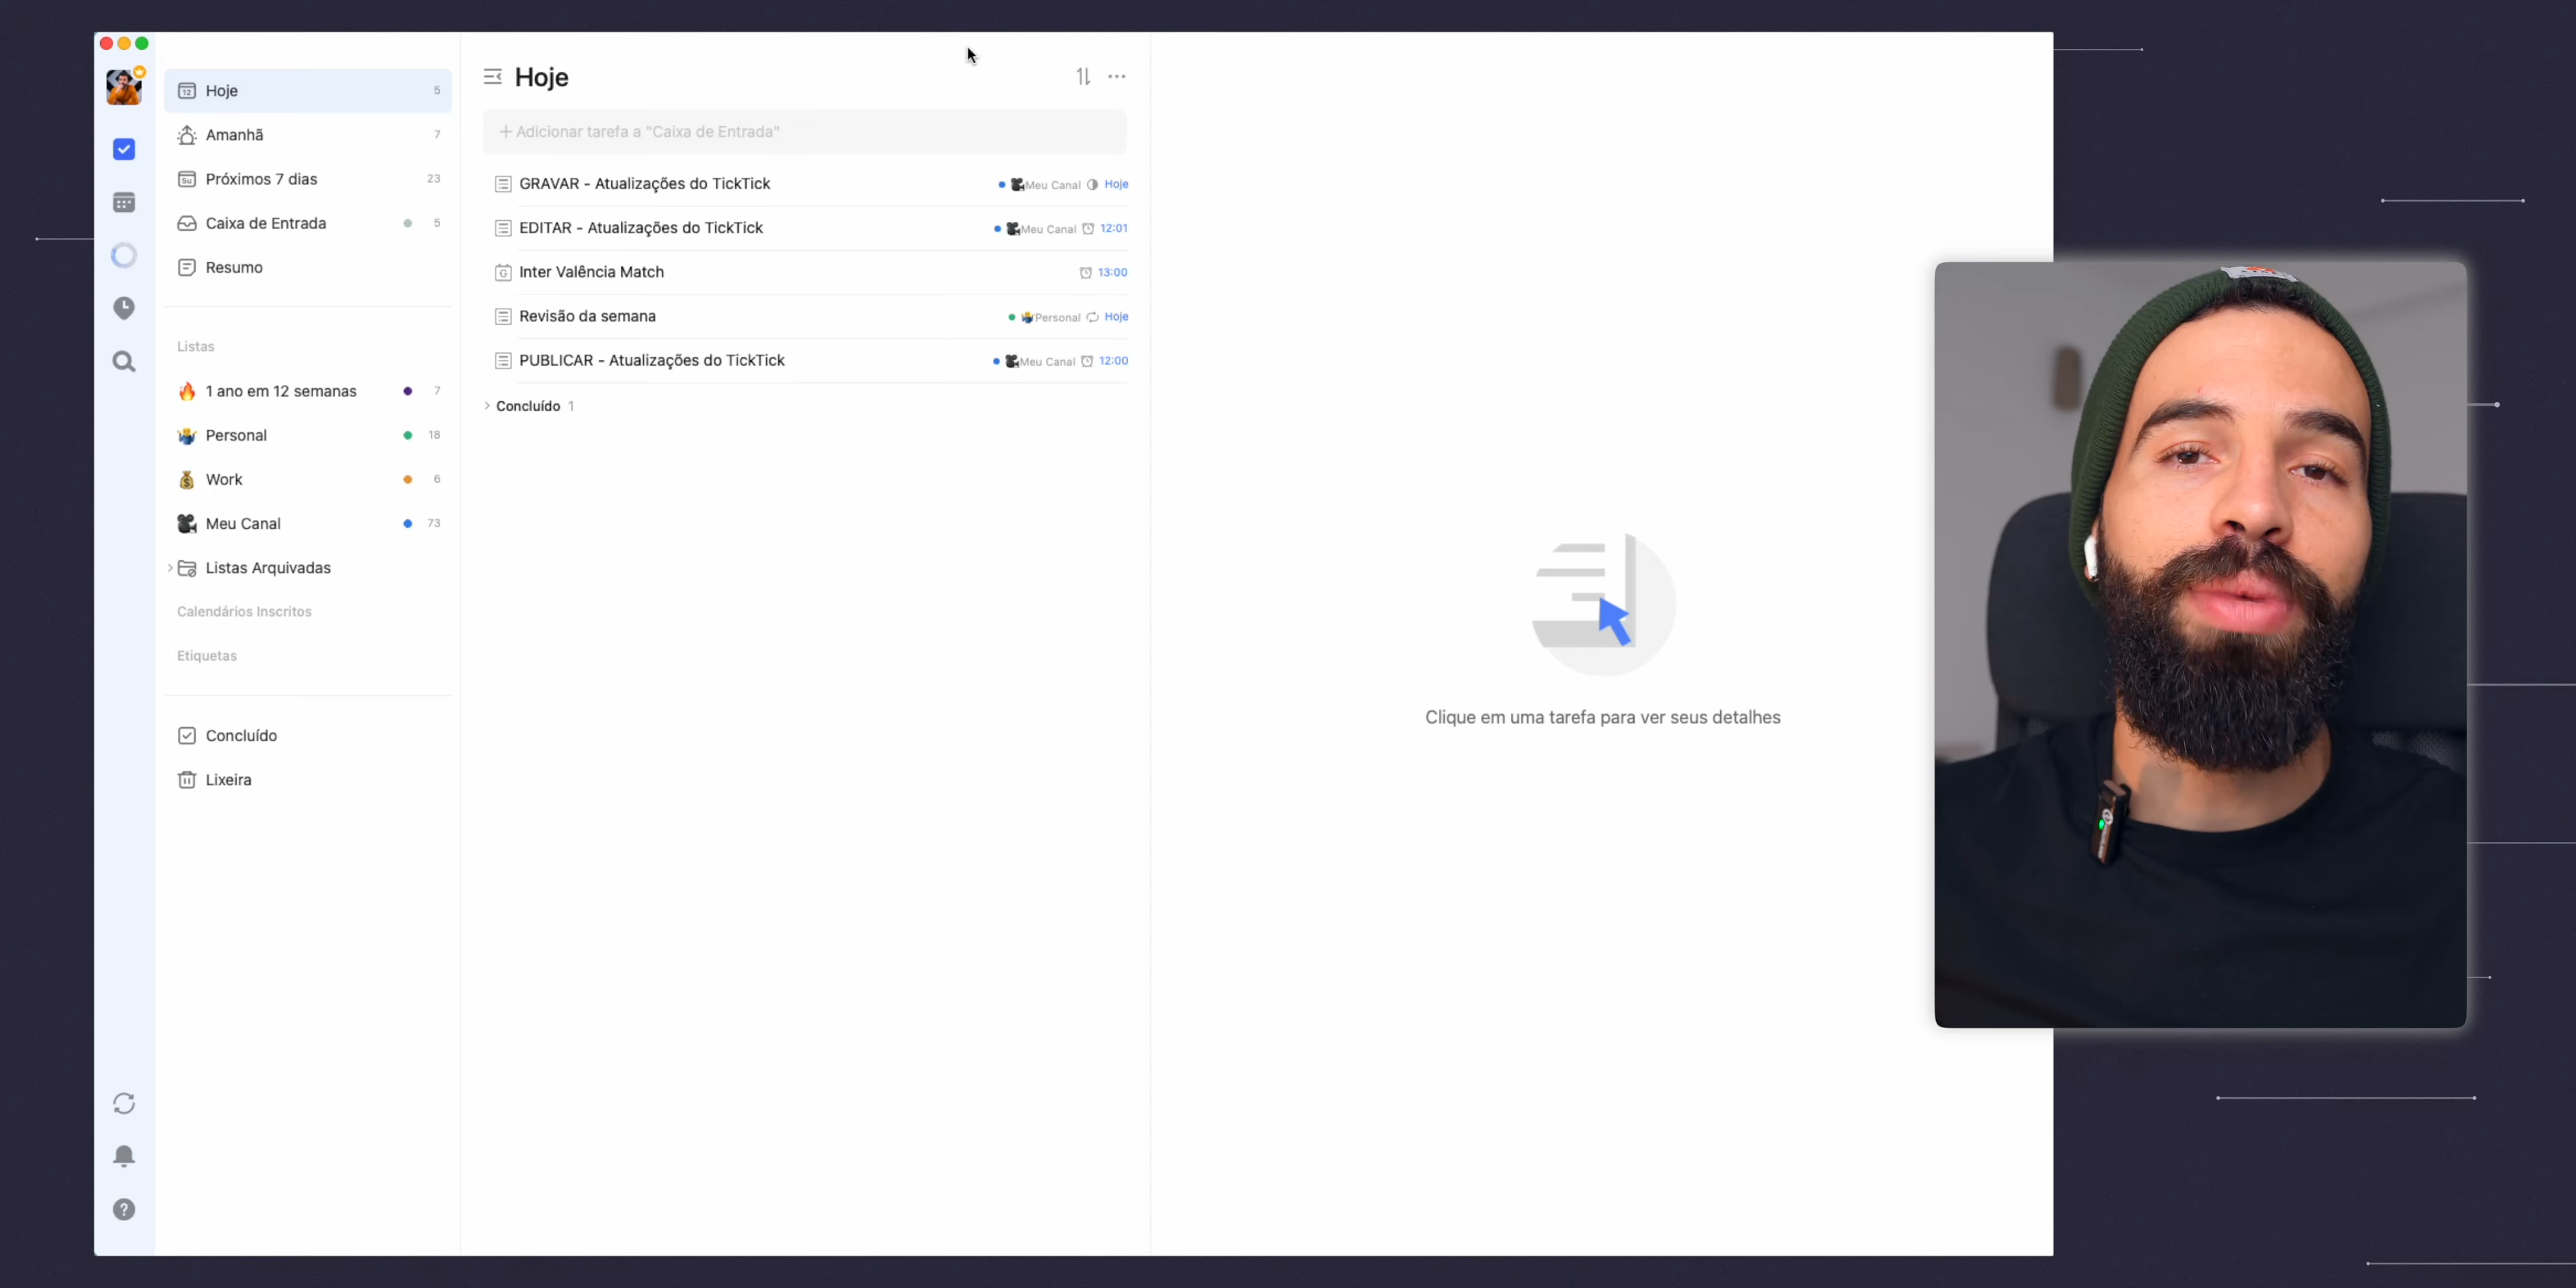 Hoje 5
Amanhã 7
Próximos 7 dias 23
Caixa de Entrada 5
Resumo
Listas
1 ano em 12 semanas 7
Personal 18
Work 6
Meu Canal 73
Listas Arquivadas
Calendários Inscritos
Etiquetas
Concluído
Lixeira
Hoje
Adicionar tarefa a "Caixa de Entrada"
GRAVAR - Atualizações do TickTick Meu Canal Hoje
EDITAR - Atualizações do TickTick Meu Canal 12:01
Inter Valência Match 13:00
Revisão da semana Personal Hoje
PUBLICAR - Atualizações do TickTick Meu Canal 12:00
Concluído 1
Clique em uma tarefa para ver seus detalhes